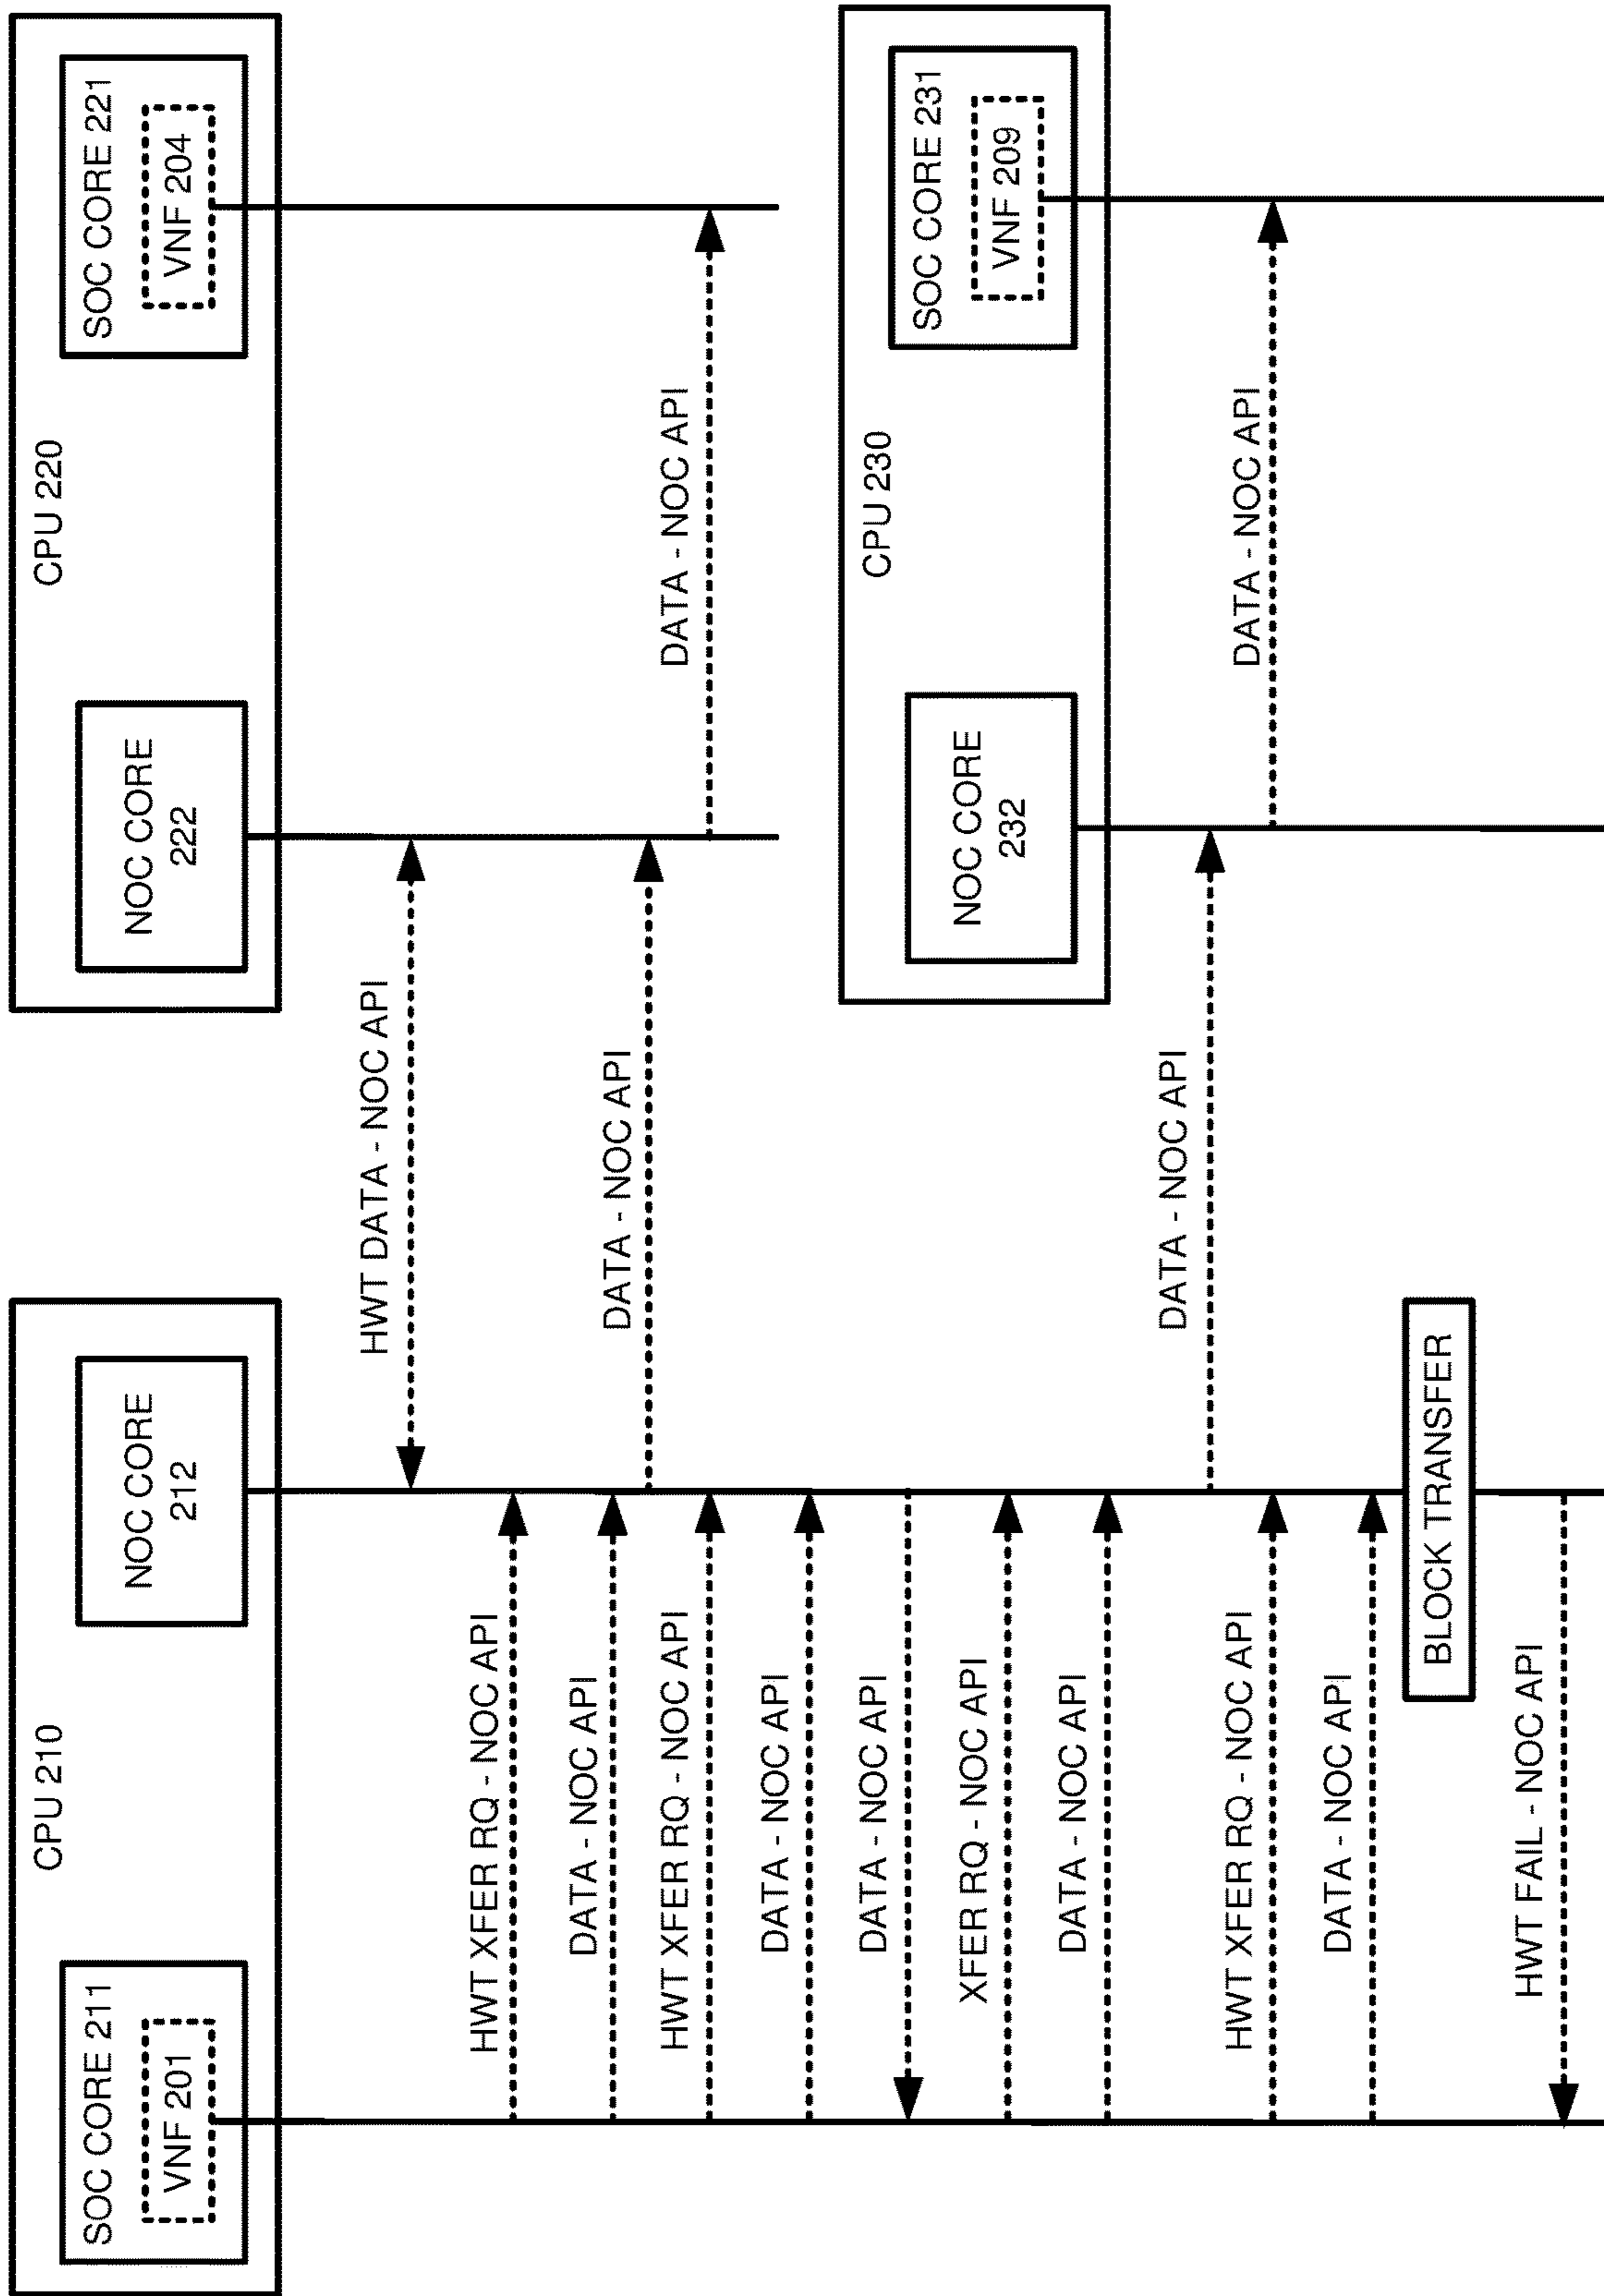 CPU 210
SOC CORE 211
VNF 201
NOC CORE
212
CPU 220
NOC CORE
222
SOC CORE 221
VNF 204
HWT DATA - NOC API
HWT XFER RQ - NOC API
DATA - NOC API
DATA - NOC API
HWT XFER RQ - NOC API
DATA - NOC API
DATA - NOC API
DATA - NOC API
CPU 230
NOC CORE
232
SOC CORE 231
VNF 209
XFER RQ - NOC API
DATA - NOC API
DATA - NOC API
HWT XFER RQ - NOC API
DATA - NOC API
DATA - NOC API
BLOCK TRANSFER
HWT FAIL - NOC API